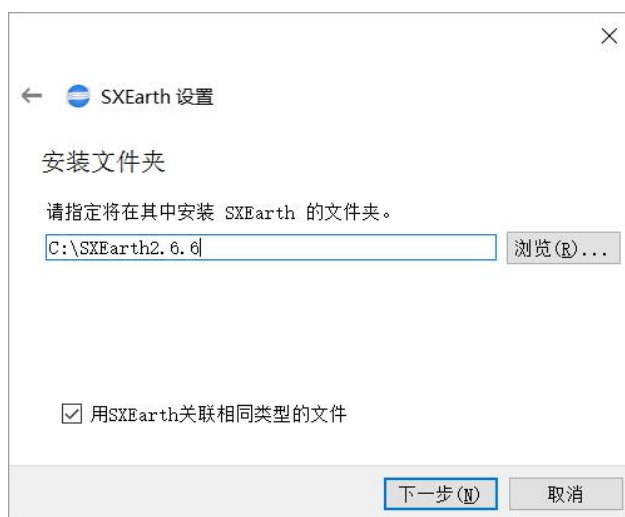 SXEarth 设置
安装文件夹
请指定将在其中安装 SXEarth 的文件夹。
C:\SXEarth2.6.6
浏览(R)...
用SXEarth关联相同类型的文件
下一步(N)
取消